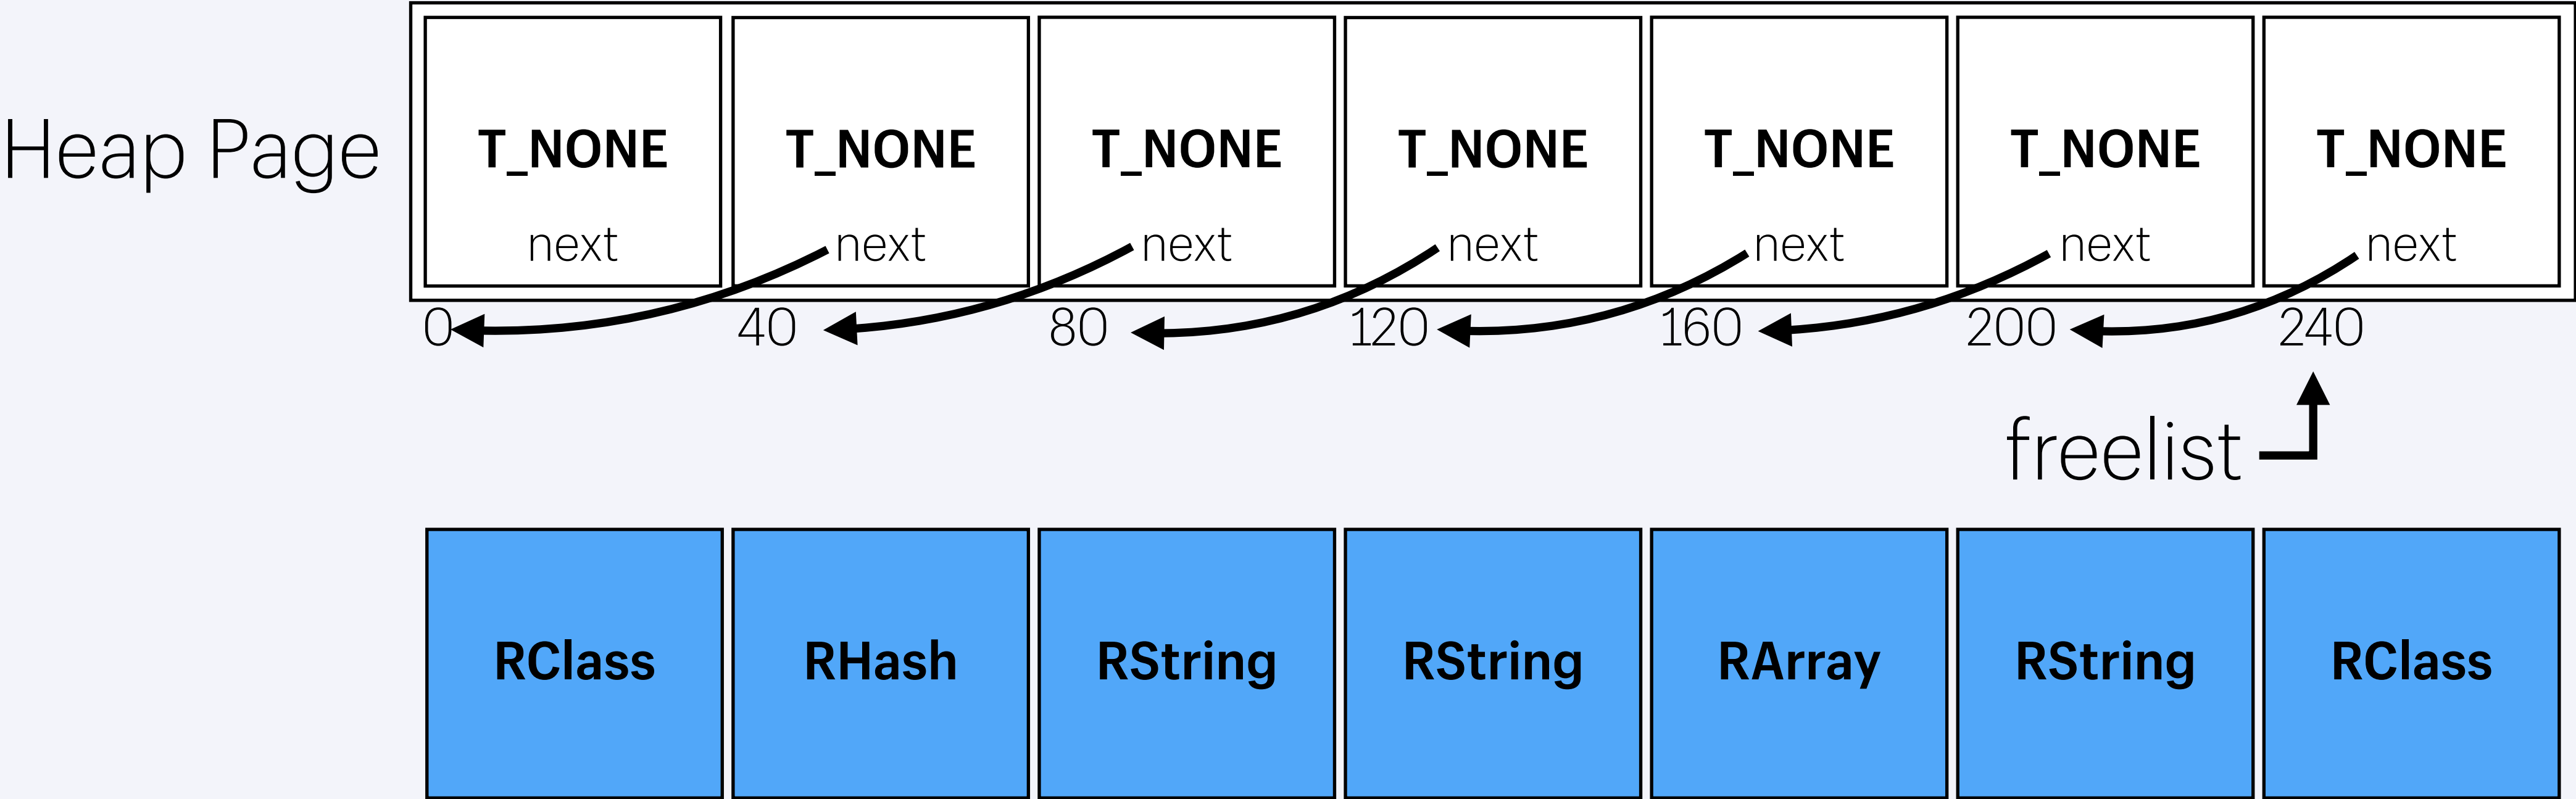 Heap Page
T_NONE T_NONE T_NONE T_NONE T_NONE T_NONE T_NONE
next next next next next next next
0 40 80 120 160 200 240
freelist
RClass RHash RString RString RArray RString RClass